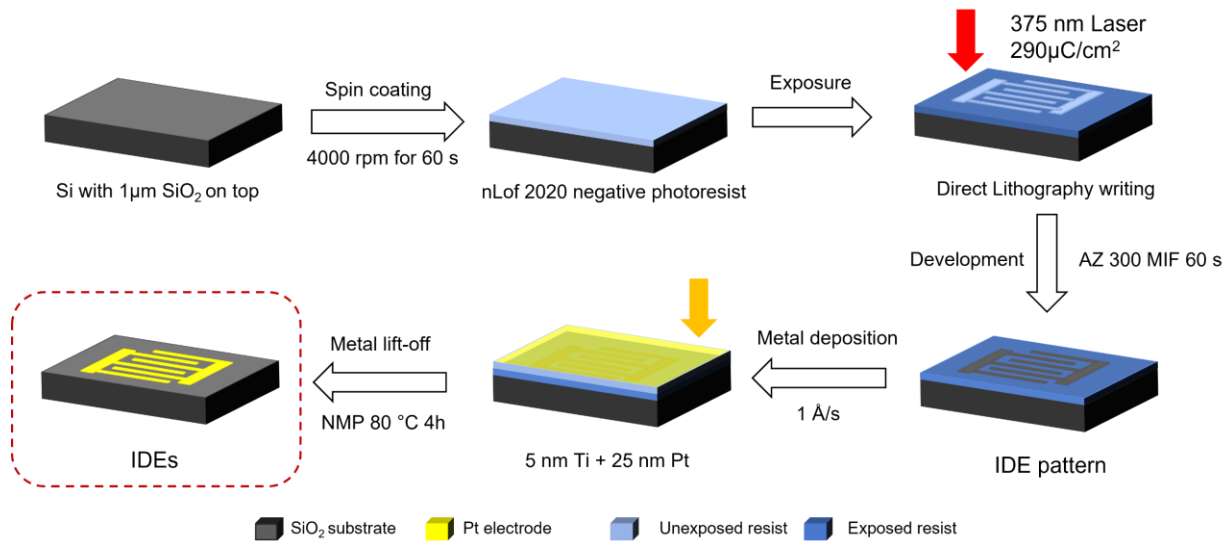 Si with 1μm SiO₂ on top
Spin coating
4000 rpm for 60 s
nLof 2020 negative photoresist
Exposure
375 nm Laser
290μC/cm²
Direct Lithography writing
Development
AZ 300 MIF 60 s
IDE pattern
Metal deposition
1 Å/s
5 nm Ti + 25 nm Pt
Metal lift-off
NMP 80 °C 4h
IDEs
SiO₂ substrate
Pt electrode
Unexposed resist
Exposed resist